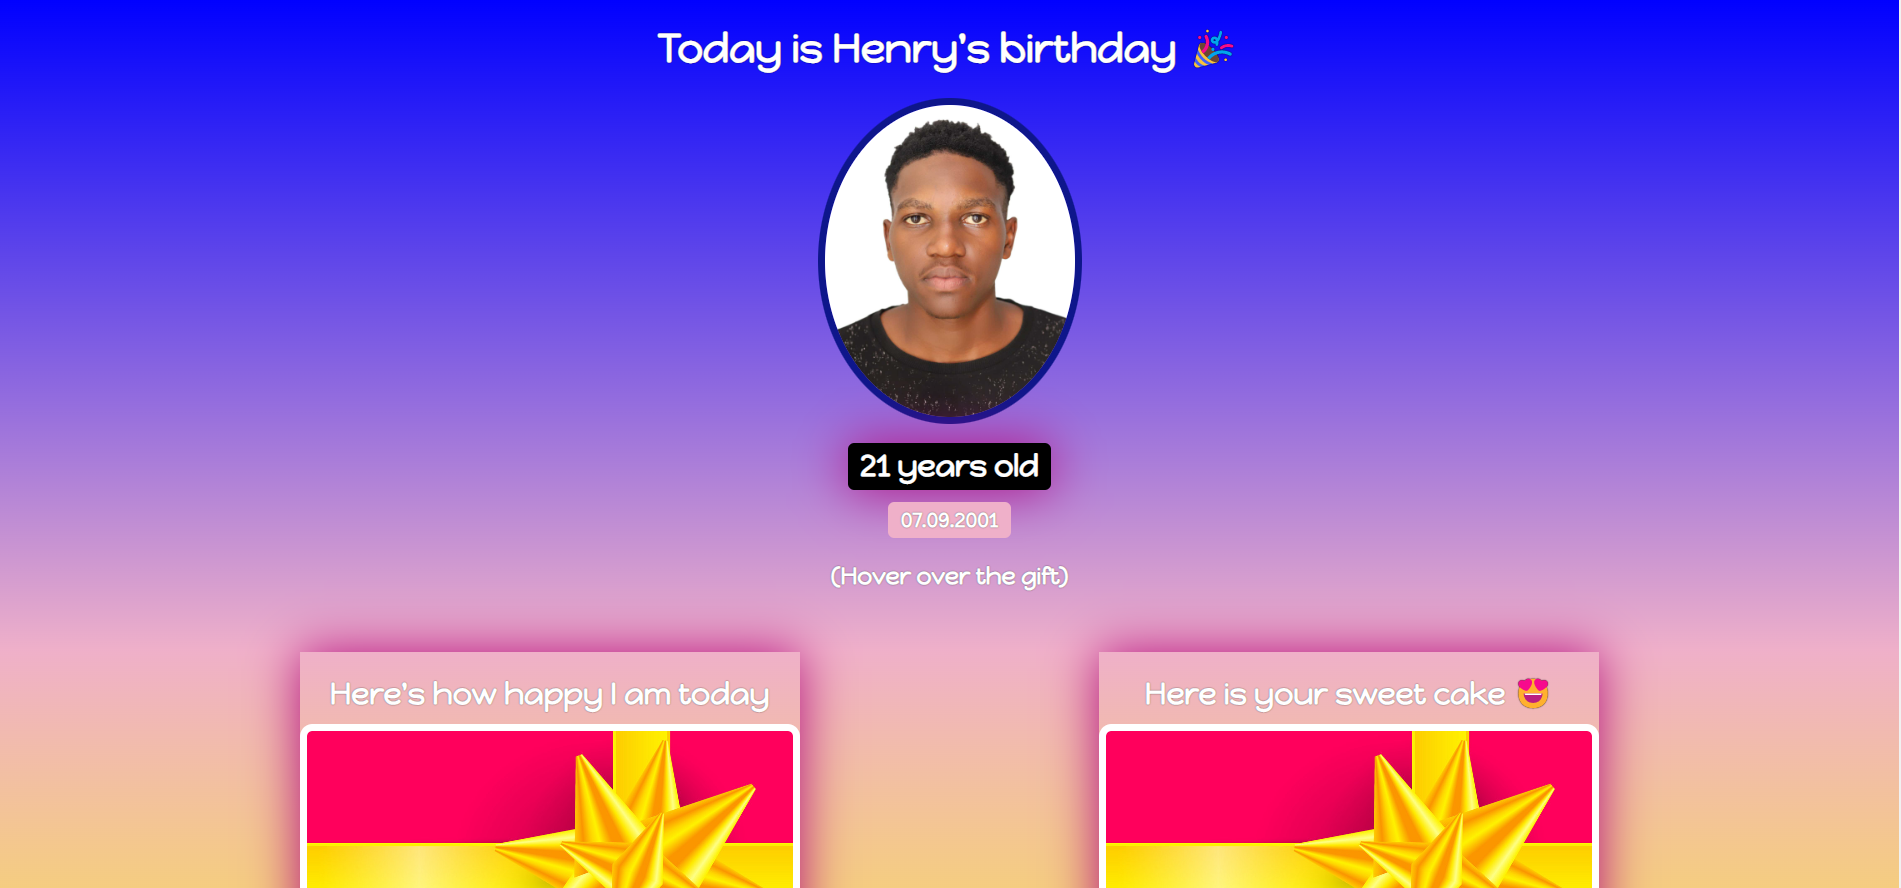 Today is Henry's birthday 🎉
21 years old
07.09.2001
(Hover over the gift)
Here's how happy I am today
Here is your sweet cake 😍